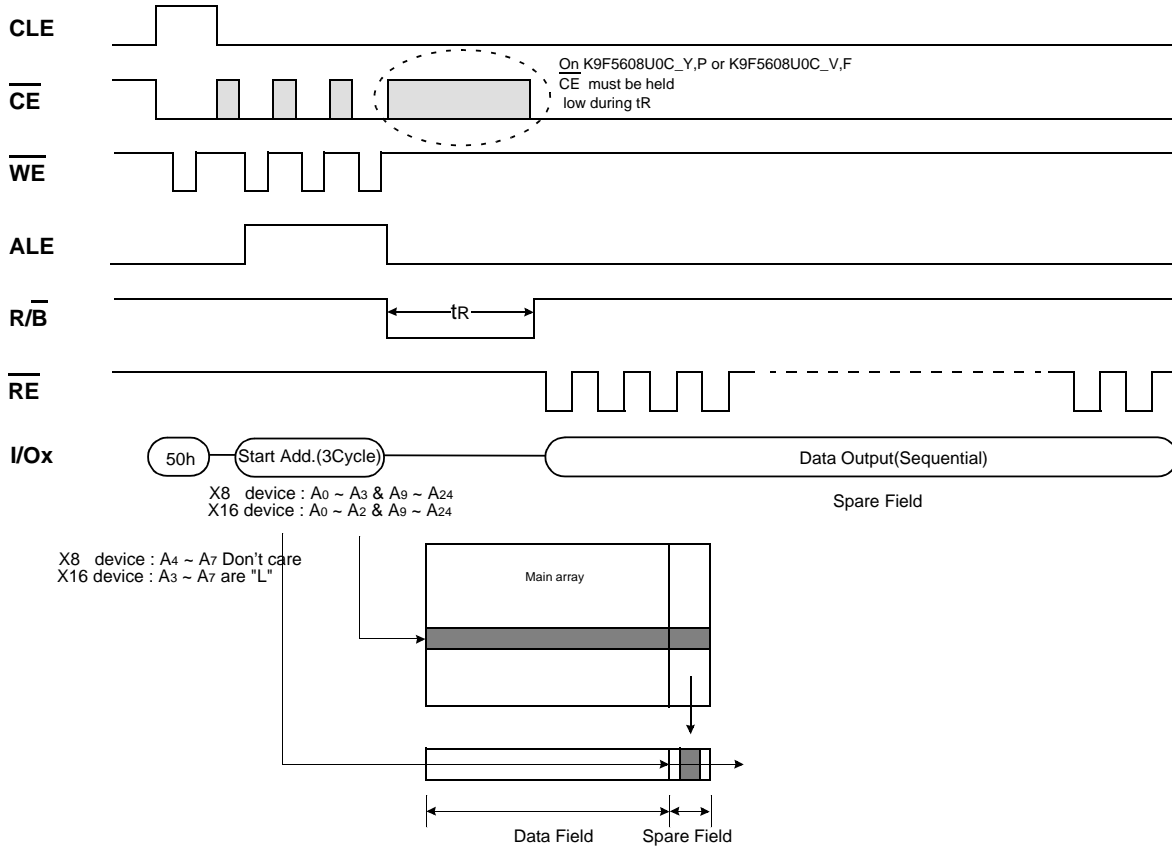 CLE
On K9F5608U0C_Y,P or K9F5608U0C_V,F
CE
CE must be held
low during tR
WE
ALE
R/B
tR
RE
I/Ox
50h
Start Add.(3Cycle)
Data Output(Sequential)
X8 device : A0 ~ A3 & A9 ~ A24
X16 device : A0 ~ A2 & A9 ~ A24
Spare Field
X8 device : A4 ~ A7 Don't care
X16 device : A3 ~ A7 are "L"
Main array
Data Field
Spare Field